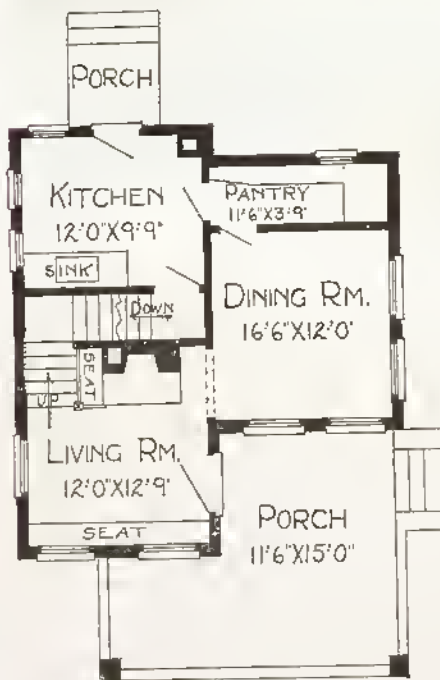 PORCH
KITCHEN
12'0"X9'9"
PANTRY
11'6"X3'9"
SINK
DOWN
DINING RM.
16'6"X12'0"
SEAT
UP
LIVING RM.
12'0"X12'9"
SEAT
PORCH
11'6"X15'0"